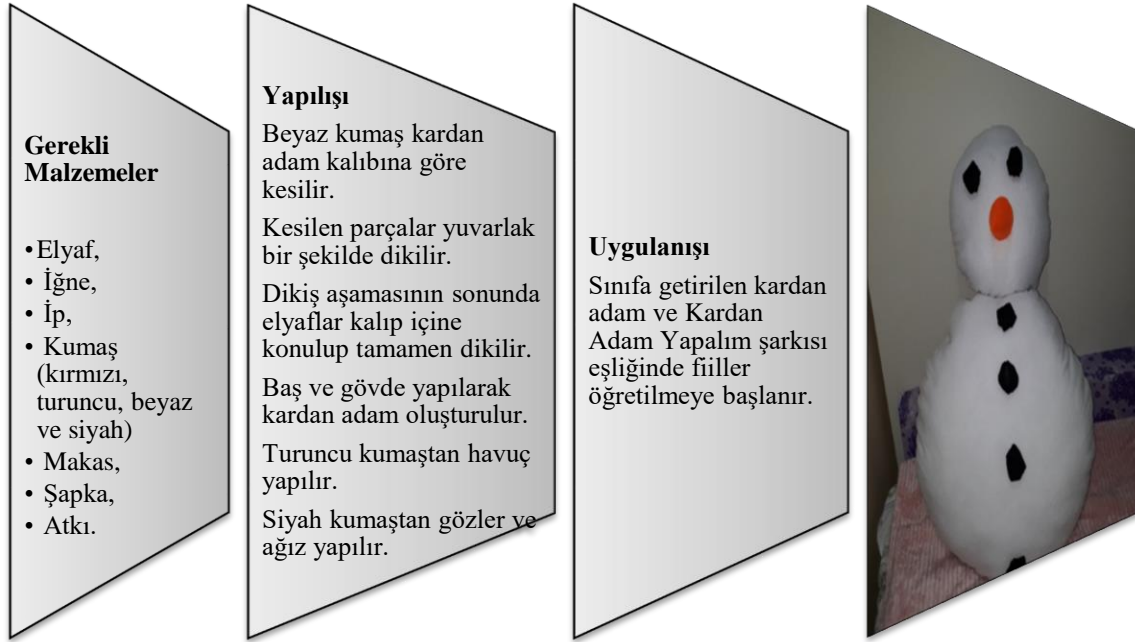 Gerekli
Malzemeler
•Elyaf,
• İğne,
• İp,
• Kumaş
(kırmızı,
turuncu, beyaz
ve siyah)
• Makas,
• Şapka,
• Atkı.
Yapılışı
Beyaz kumaş kardan
adam kalıbına göre
kesilir.
Kesilen parçalar yuvarlak
bir şekilde dikilir.
Dikiş aşamasının sonunda
elyaflar kalıp içine
konulup tamamen dikilir.
Baş ve gövde yapılarak
kardan adam oluşturulur.
Turuncu kumaştan havuç
yapılır.
Siyah kumaştan gözler ve
ağız yapılır.
Uygulanışı
Sınıfa getirilen kardan
adam ve Kardan
Adam Yapalım şarkısı
eşliğinde fiiller
öğretilmeye başlanır.